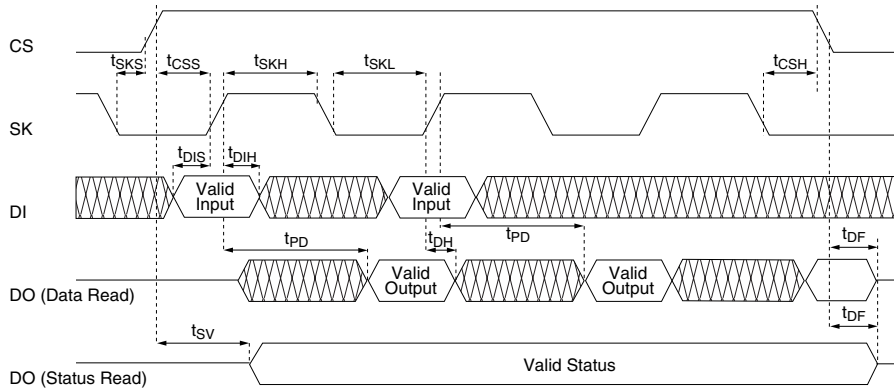 CS
tSKS tCSS tSKH tSKL tCSH
SK
tDIS tDIH
DI
Valid Input
Valid Input
tPD tDH tPD tDF
DO (Data Read)
Valid Output
Valid Output
tDF
tSV
DO (Status Read)
Valid Status